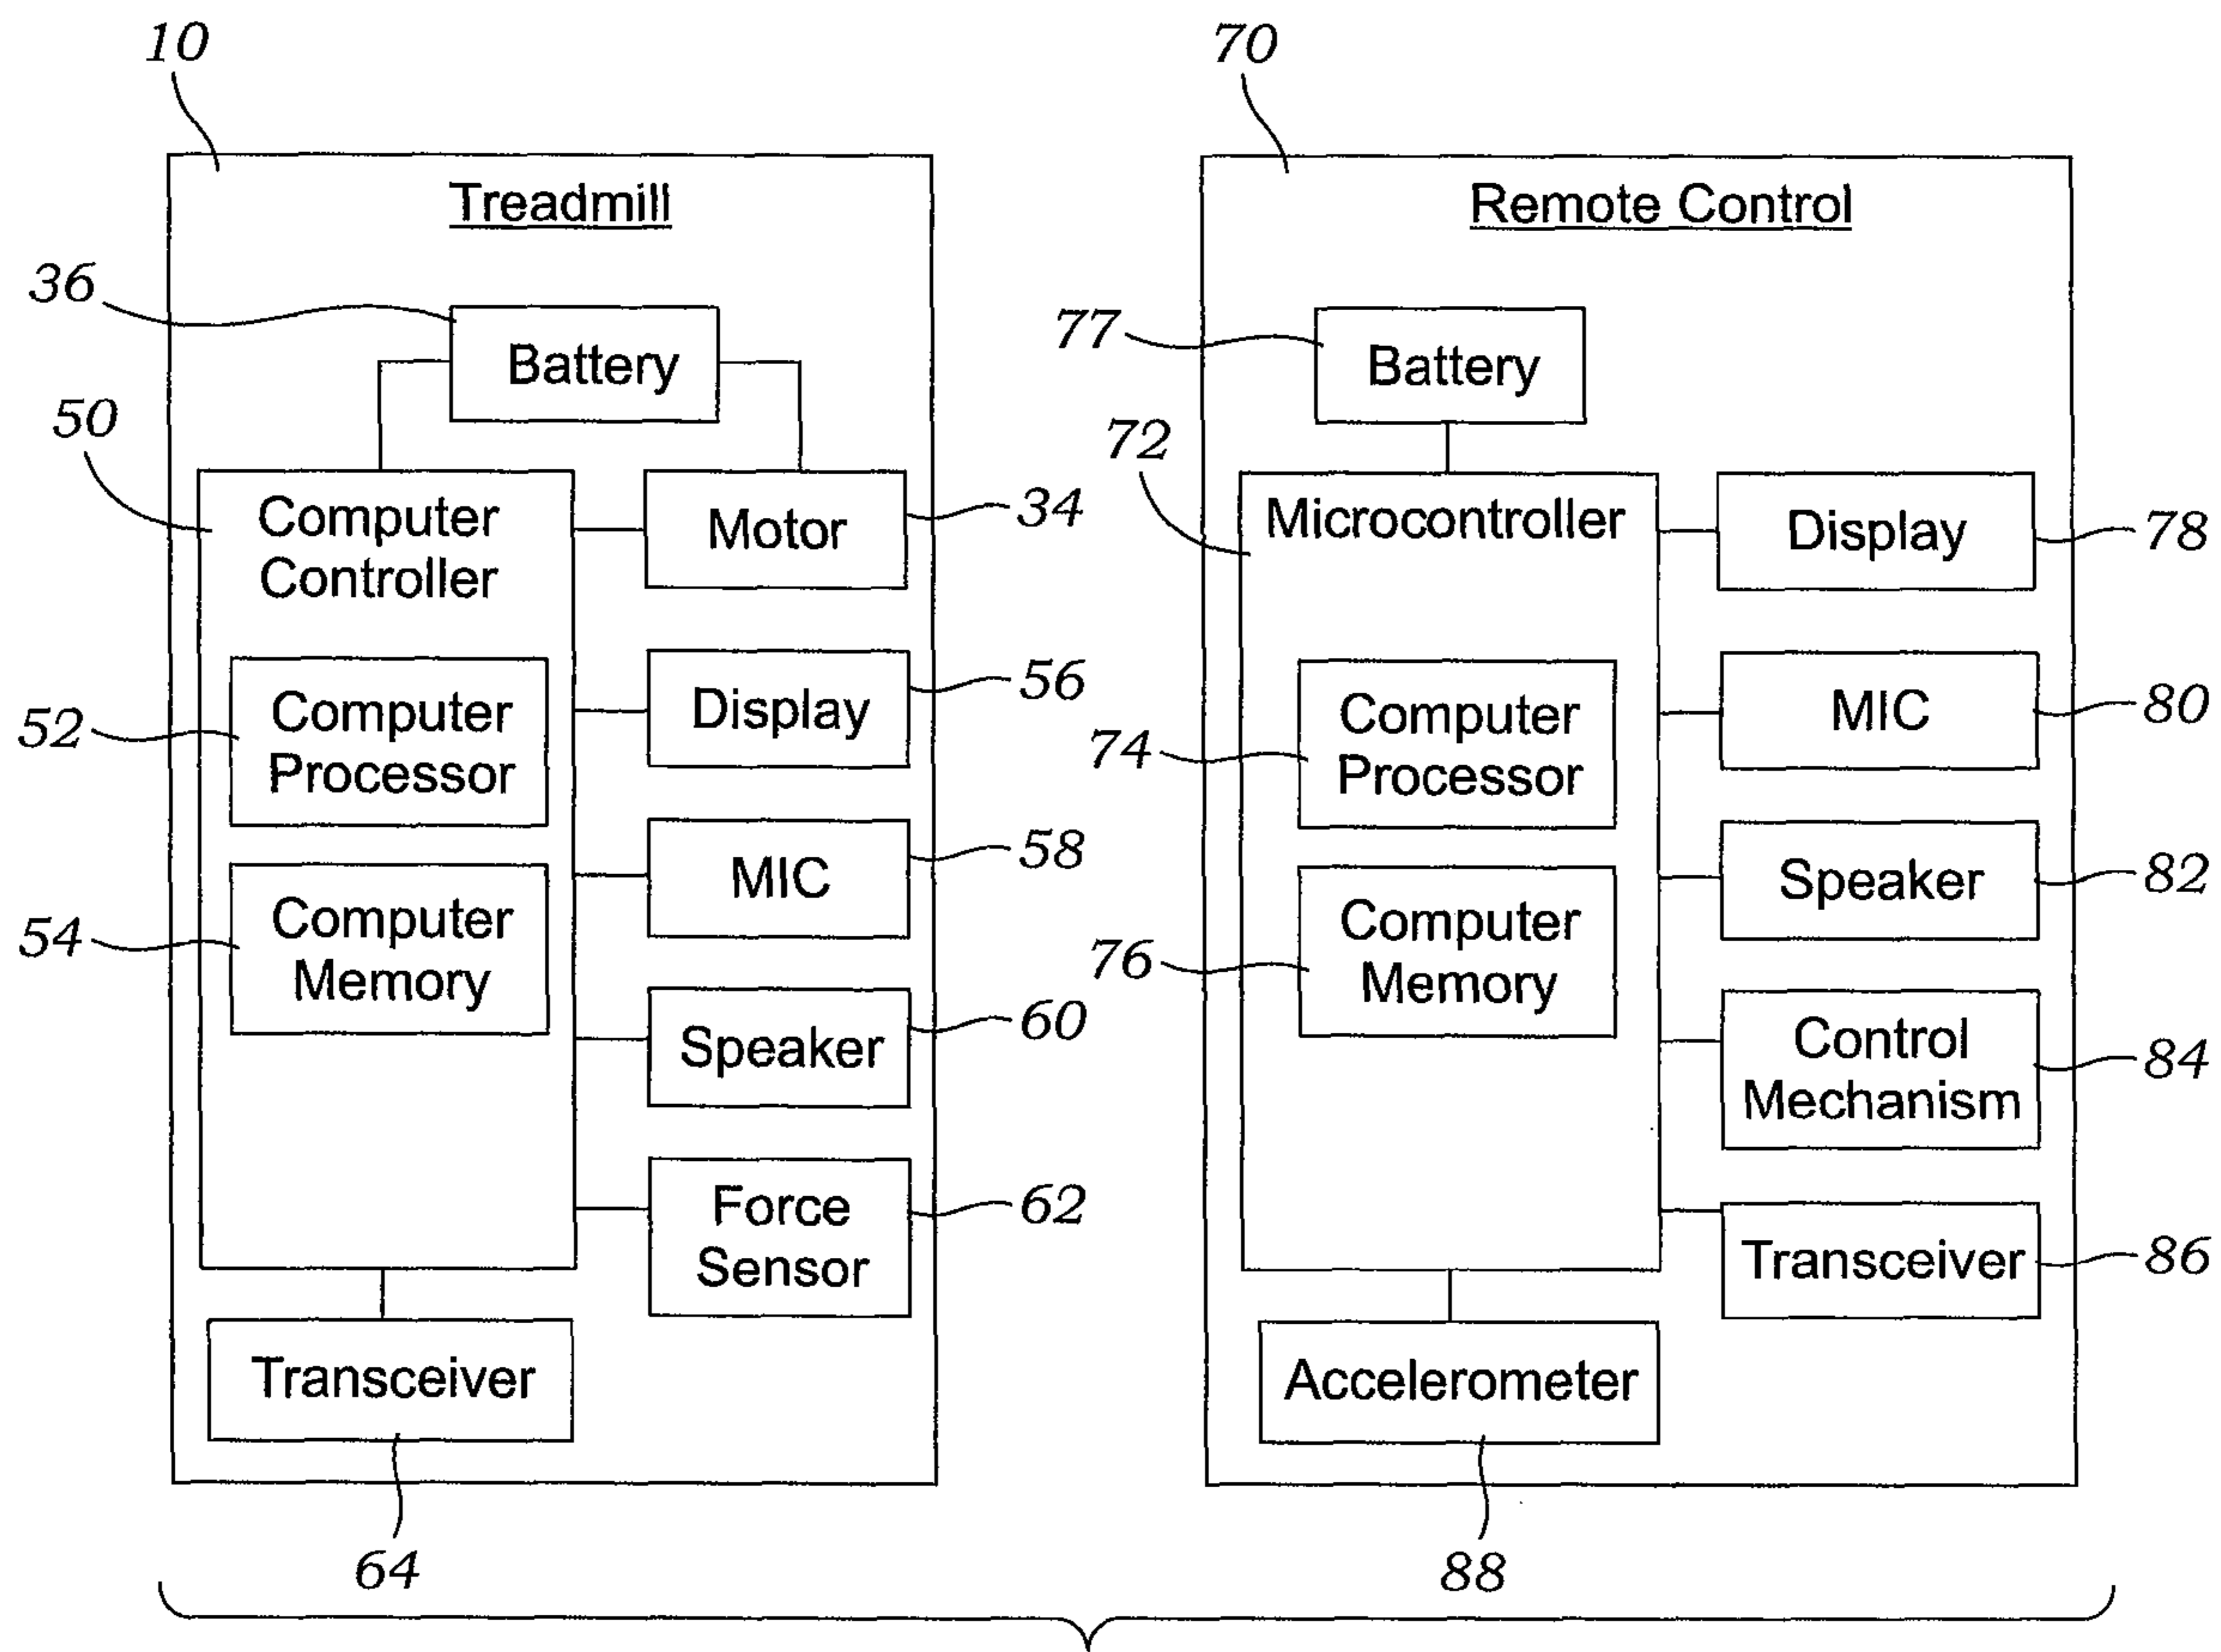 10
Treadmill
36
Battery
50
Computer
Controller
Motor
34
52
Computer
Processor
Display
56
54
Computer
Memory
MIC
58
Speaker
60
Force
Sensor
62
Transceiver
64
70
Remote Control
77
Battery
72
Microcontroller
Display
78
74
Computer
Processor
MIC
80
76
Computer
Memory
Speaker
82
Control
Mechanism
84
Transceiver
86
Accelerometer
88